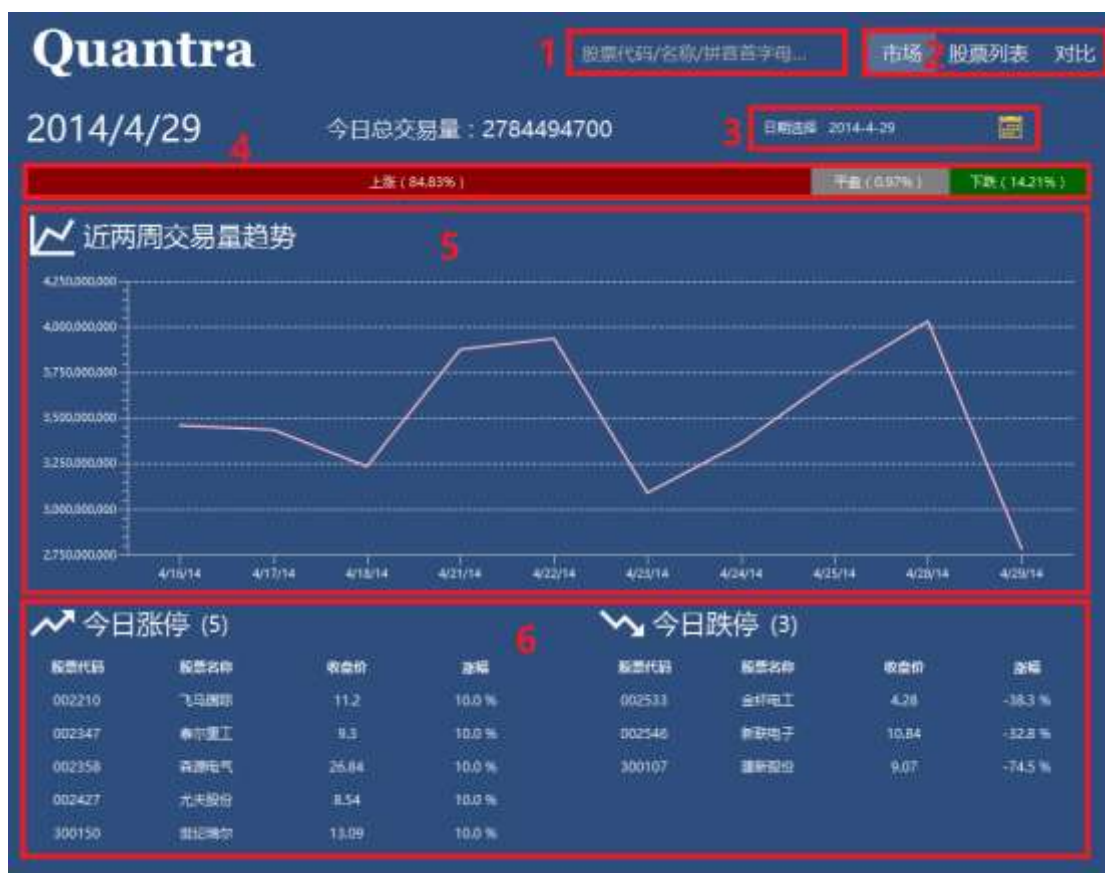 Quantra
1
股票代码/名称/拼音首字母...
市场
2
股票列表
对比
2014/4/29
今日总交易量：2784494700
3
日期选择
2014-4-29
4
上涨 ( 84.83% )
平盘 ( 0.97% )
下跌 ( 14.21% )
近两周交易量趋势
5
4,250,000,000
4,000,000,000
3,750,000,000
3,500,000,000
3,250,000,000
3,000,000,000
2,750,000,000
4/16/14 4/17/14 4/18/14 4/21/14 4/22/14 4/23/14 4/24/14 4/25/14 4/28/14 4/29/14
今日涨停 (5)
6
股票代码 股票名称 收盘价 涨幅
002210 飞马国际 11.2 10.0 %
002347 泰尔重工 9.3 10.0 %
002358 森源电气 26.84 10.0 %
002427 尤夫股份 8.54 10.0 %
300150 世纪瑞尔 13.09 10.0 %
今日跌停 (3)
股票代码 股票名称 收盘价 涨幅
002533 金杯电工 4.28 -38.3 %
002546 新联电子 10.84 -32.8 %
300107 建新股份 9.07 -74.5 %